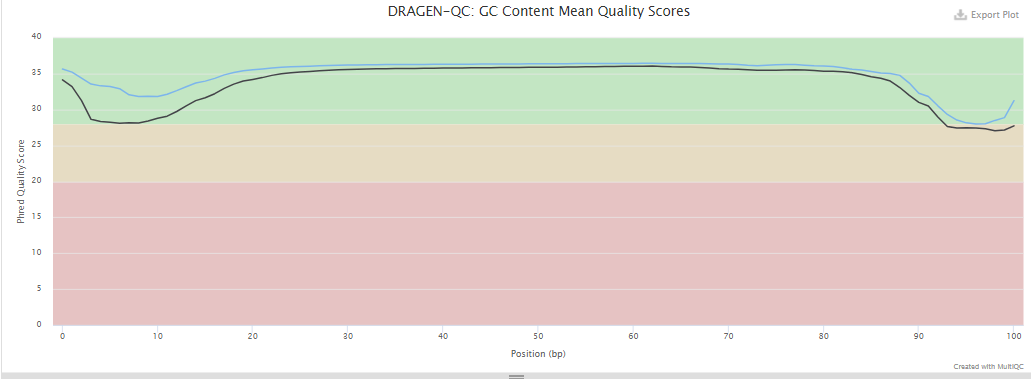 DRAGEN-QC: GC Content Mean Quality Scores
Export Plot
40
35
30
25
20
15
10
5
0
Phred Quality Score
0 10 20 30 40 50 60 70 80 90 100
Position (bp)
Created with MultiQC